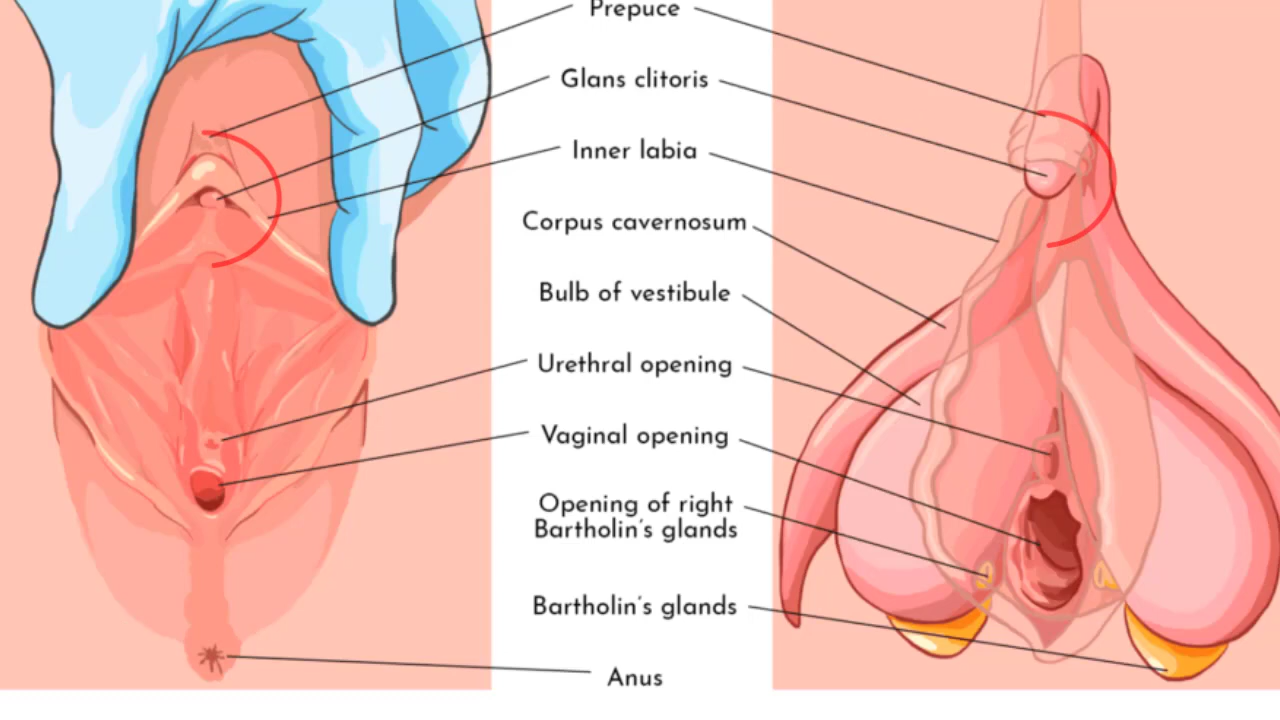 Prepuce
Glans clitoris
Inner labia
Corpus cavernosum
Bulb of vestibule
Urethral opening
Vaginal opening
Opening of right
Bartholin's glands
Bartholin's glands
Anus